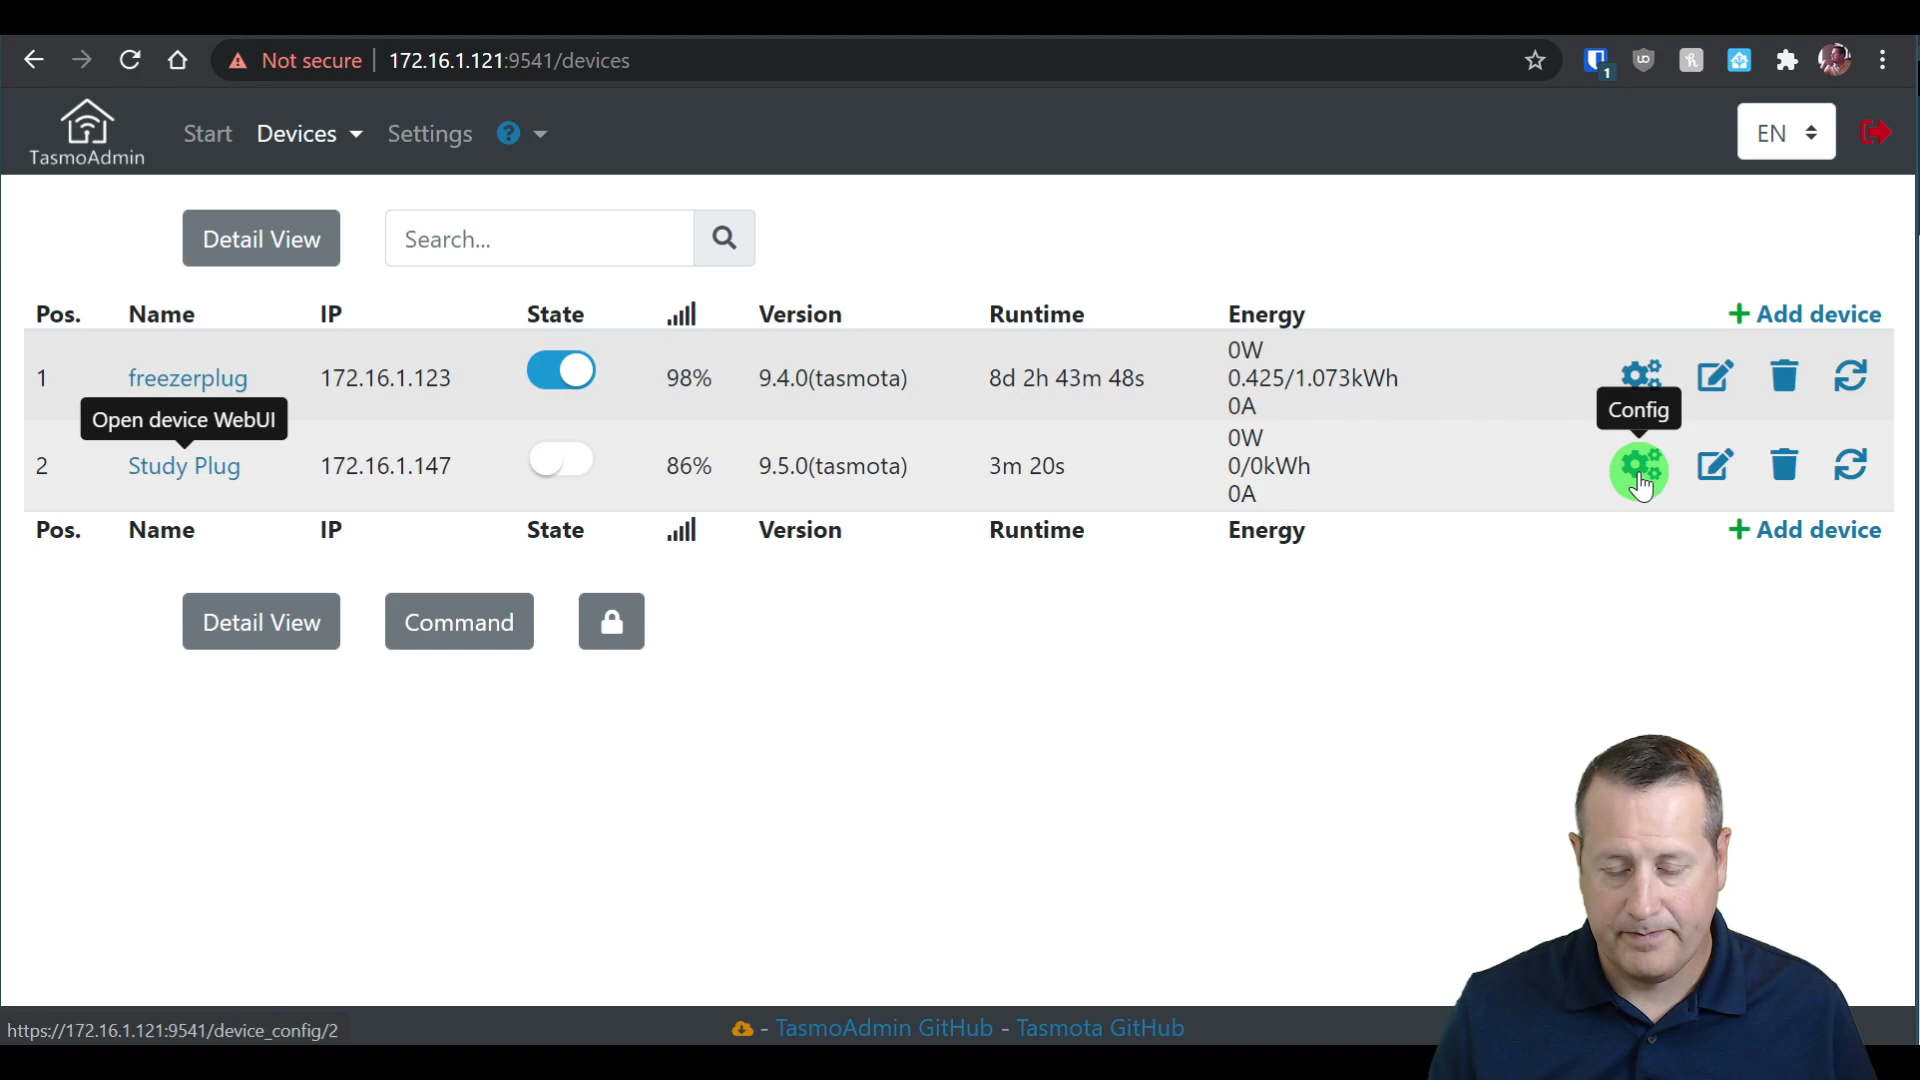 Not secure | 172.16.1.121:9541/devices
1
TasmoAdmin
Start Devices Settings ? EN
Detail View Search...
Pos. Name IP State Version Runtime Energy + Add device
0W
1 freezerplug 172.16.1.123 98% 9.4.0(tasmota) 8d 2h 43m 48s 0.425/1.073kWh
0A
Open device WebUI Config
0W
2 Study Plug 172.16.1.147 86% 9.5.0(tasmota) 3m 20s 0/0kWh
0A
Pos. Name IP State Version Runtime Energy + Add device
Detail View Command
https://172.16.1.121:9541/device_config/2
- TasmoAdmin GitHub - Tasmota GitHub